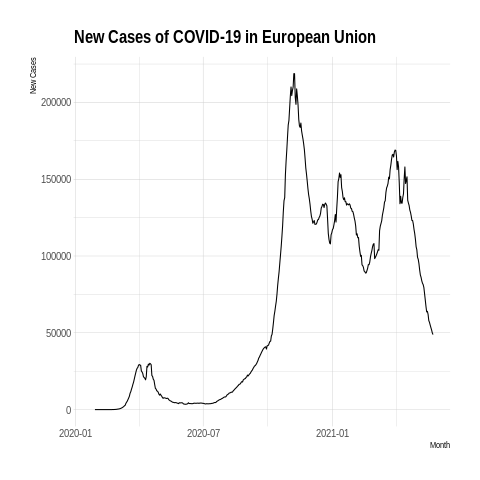 New Cases of COVID-19 in European Union
New Cases
200000
150000
100000
50000
0
2020-01 2020-07 2021-01
Month